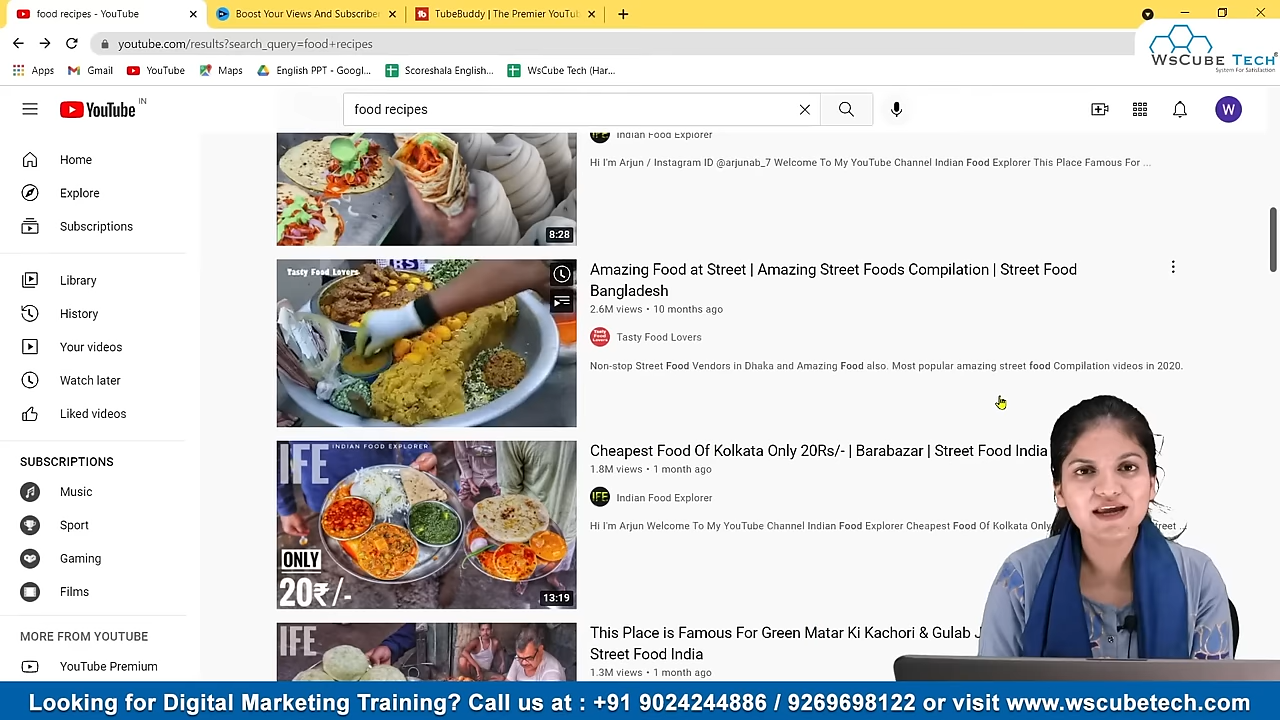 food recipes - YouTube
Boost Your Views And Subscribe
TubeBuddy | The Premier YouTu
youtube.com/results?search_query=food+recipes
WsCube Tech
System For Satisfaction
Apps
Gmail
YouTube
Maps
English PPT - Googl...
Scoreshala English...
WsCube Tech (Har...
YouTube IN
food recipes
W
Home
Explore
Subscriptions
Library
History
Your videos
Watch later
Liked videos
SUBSCRIPTIONS
Music
Sport
Gaming
Films
MORE FROM YOUTUBE
YouTube Premium
Indian Food Explorer
Hi I'm Arjun / Instagram ID @arjunab_7 Welcome To My YouTube Channel Indian Food Explorer This Place Famous For ...
8:28
Tasty Food Lovers
Amazing Food at Street | Amazing Street Foods Compilation | Street Food
Bangladesh
2.6M views • 10 months ago
Tasty Food Lovers
Non-stop Street Food Vendors in Dhaka and Amazing Food also. Most popular amazing street food Compilation videos in 2020.
INDIAN FOOD EXPLORER
IFE
ONLY
20₹/-
13:19
Cheapest Food Of Kolkata Only 20Rs/- | Barabazar | Street Food India
1.8M views • 1 month ago
IFE
Indian Food Explorer
Hi I'm Arjun Welcome To My YouTube Channel Indian Food Explorer Cheapest Food Of Kolkata Only
IFE
This Place is Famous For Green Matar Ki Kachori & Gulab
Street Food India
1.3M views • 1 month ago
Looking for Digital Marketing Training? Call us at : +91 9024244886 / 9269698122 or visit www.wscubetech.com